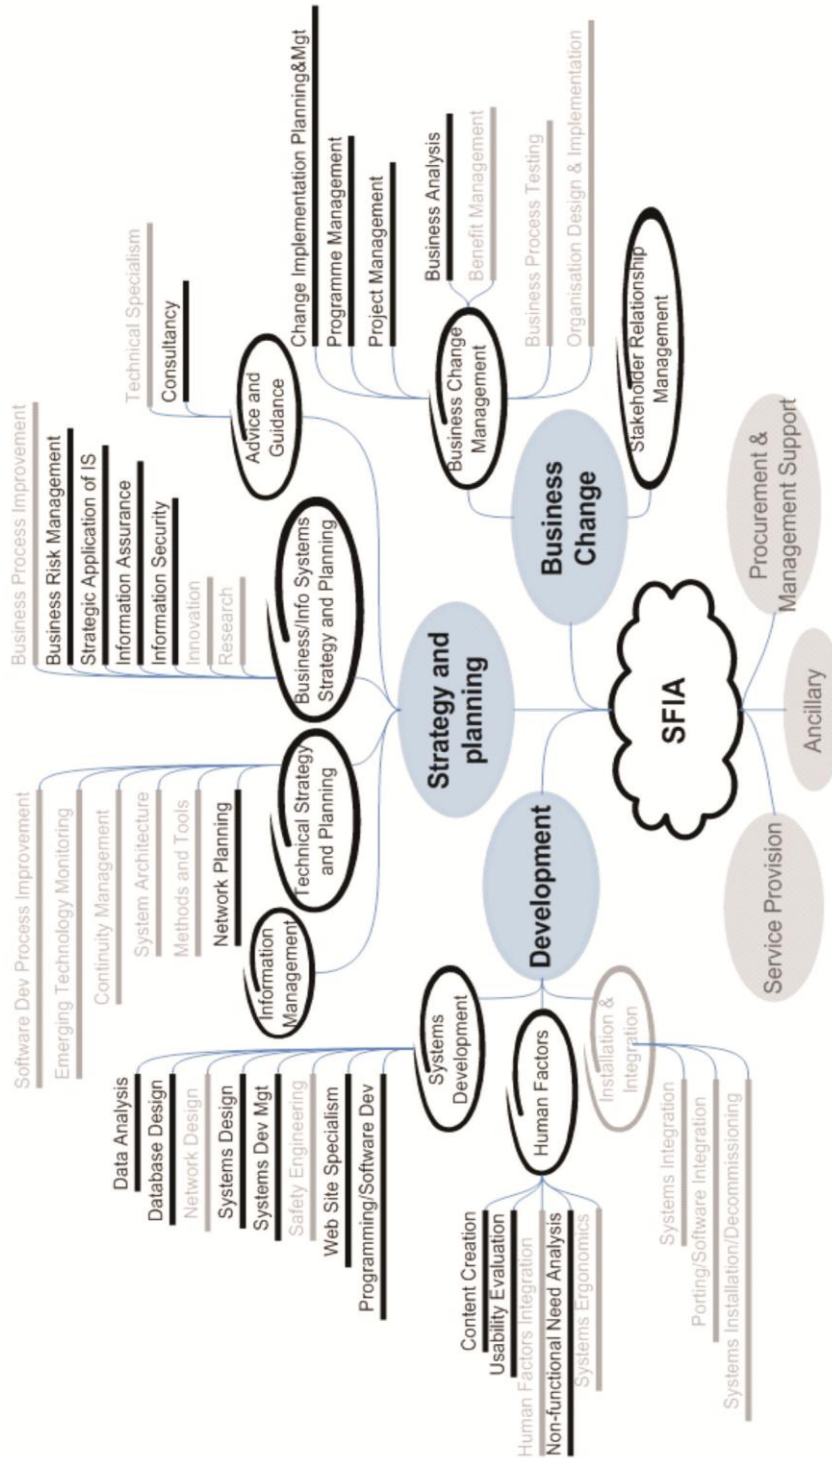 Software Dev Process Improvement
Emerging Technology Monitoring
Continuity Management
System Architecture
Methods and Tools
Network Planning
Technical Strategy
and Planning
Information
Management
Business Process Improvement
Business Risk Management
Strategic Application of IS
Information Assurance
Information Security
Innovation
Research
Business/Info Systems
Strategy and Planning
Technical Specialism
Consultancy
Advice and
Guidance
Strategy and
planning
Data Analysis
Database Design
Network Design
Systems Design
Systems Dev Mgt
Safety Engineering
Web Site Specialism
Programming/Software Dev
Systems
Development
Content Creation
Usability Evaluation
Human Factors Integration
Non-functional Need Analysis
Systems Ergonomics
Human Factors
Systems Integration
Porting/Software Integration
Systems Installation/Decommissioning
Installation &
Integration
Development
Change Implementation Planning&Mgt
Programme Management
Project Management
Business Analysis
Benefit Management
Business Process Testing
Organisation Design & Implementation
Business Change
Management
Stakeholder Relationship
Management
Business
Change
SFIA
Service Provision
Ancillary
Procurement &
Management Support